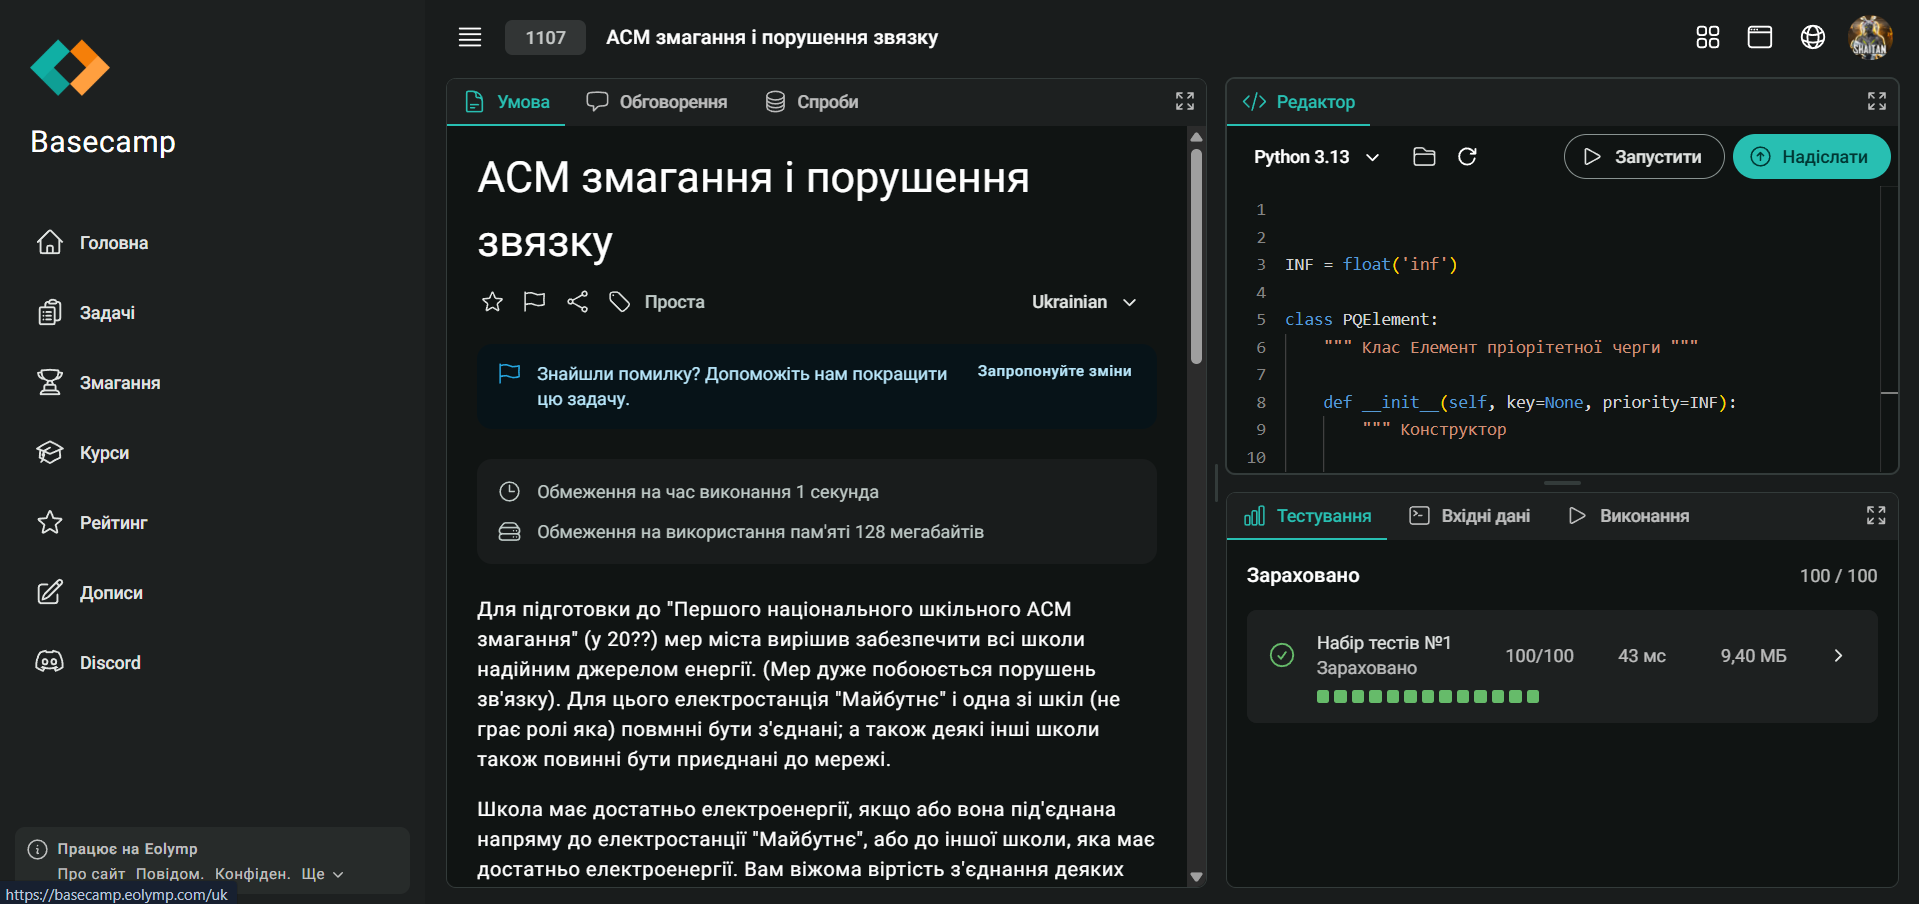 Basecamp
Головна
Задачі
Змагання
Курси
Рейтинг
Дописи
Discord
Працює на Eolymp
Про сайт Повідом. Конфіден. Ще
https://basecamp.eolymp.com/uk
1107 ACM змагання і порушення звязку
Умова Обговорення Спроби
ACM змагання і порушення
звязку
Проста Ukrainian
Знайшли помилку? Допоможіть нам покращити
цю задачу.
Запропонуйте зміни
Обмеження на час виконання 1 секунда
Обмеження на використання пам'яті 128 мегабайтів
Для підготовки до "Першого національного шкільного ACM
змагання" (у 20??) мер міста вирішив забезпечити всі школи
надійним джерелом енергії. (Мер дуже побоюється порушень
зв'язку). Для цього електростанція "Майбутнє" і одна зі шкіл (не
грає ролі яка) повмнні бути з'єднані; а також деякі інші школи
також повинні бути приєднані до мережі.
Школа має достатньо електроенергії, якщо або вона під'єднана
напряму до електростанції "Майбутнє", або до іншої школи, яка має
достатньо електроенергії. Вам віжома віртість з'єднання деяких
SHAITAN
Редактор
Python 3.13 Запустити Надіслати
1
2
3 INF = float('inf')
4
5 class PQElement:
6 """ Клас Елемент пріорітетної черги """
7
8 def __init__(self, key=None, priority=INF):
9 """ Конструктор
10
Тестування Вхідні дані Виконання
Зараховано 100 / 100
Набір тестів №1
Зараховано
100/100 43 мс 9,40 МБ